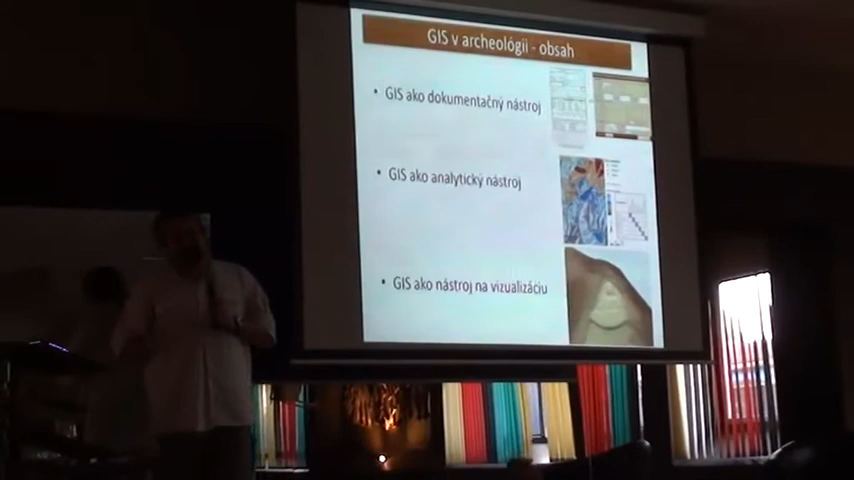 GIS v archeológii - obsah
• GIS ako dokumentačný nástroj
• GIS ako analytický nástroj
• GIS ako nástroj na vizualizáciu